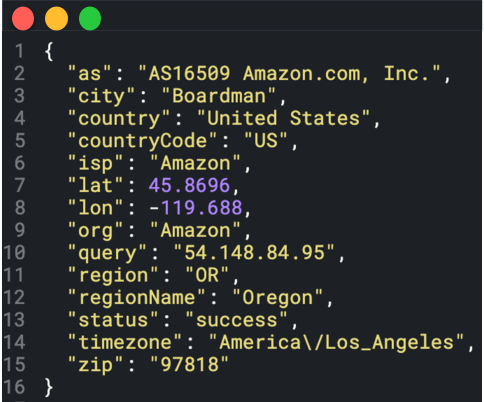 1 {
2 "as": "AS16509 Amazon.com, Inc.",
3 "city": "Boardman",
4 "country": "United States",
5 "countryCode": "US",
6 "isp": "Amazon",
7 "lat": 45.8696,
8 "lon": -119.688,
9 "org": "Amazon",
10 "query": "54.148.84.95",
11 "region": "OR",
12 "regionName": "Oregon",
13 "status": "success",
14 "timezone": "America\/Los_Angeles",
15 "zip": "97818"
16 }